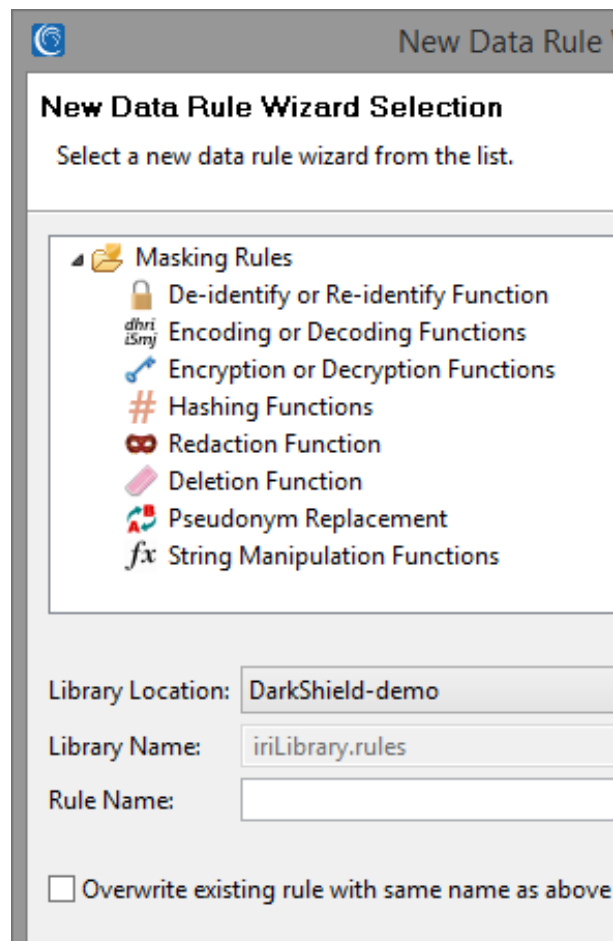 New Data Rule
New Data Rule Wizard Selection
Select a new data rule wizard from the list.
Masking Rules
De-identify or Re-identify Function
dhri
iSmj
Encoding or Decoding Functions
Encryption or Decryption Functions
# Hashing Functions
Redaction Function
Deletion Function
A B
Pseudonym Replacement
fx String Manipulation Functions
Library Location: DarkShield-demo
Library Name: iriLibrary.rules
Rule Name:
Overwrite existing rule with same name as above